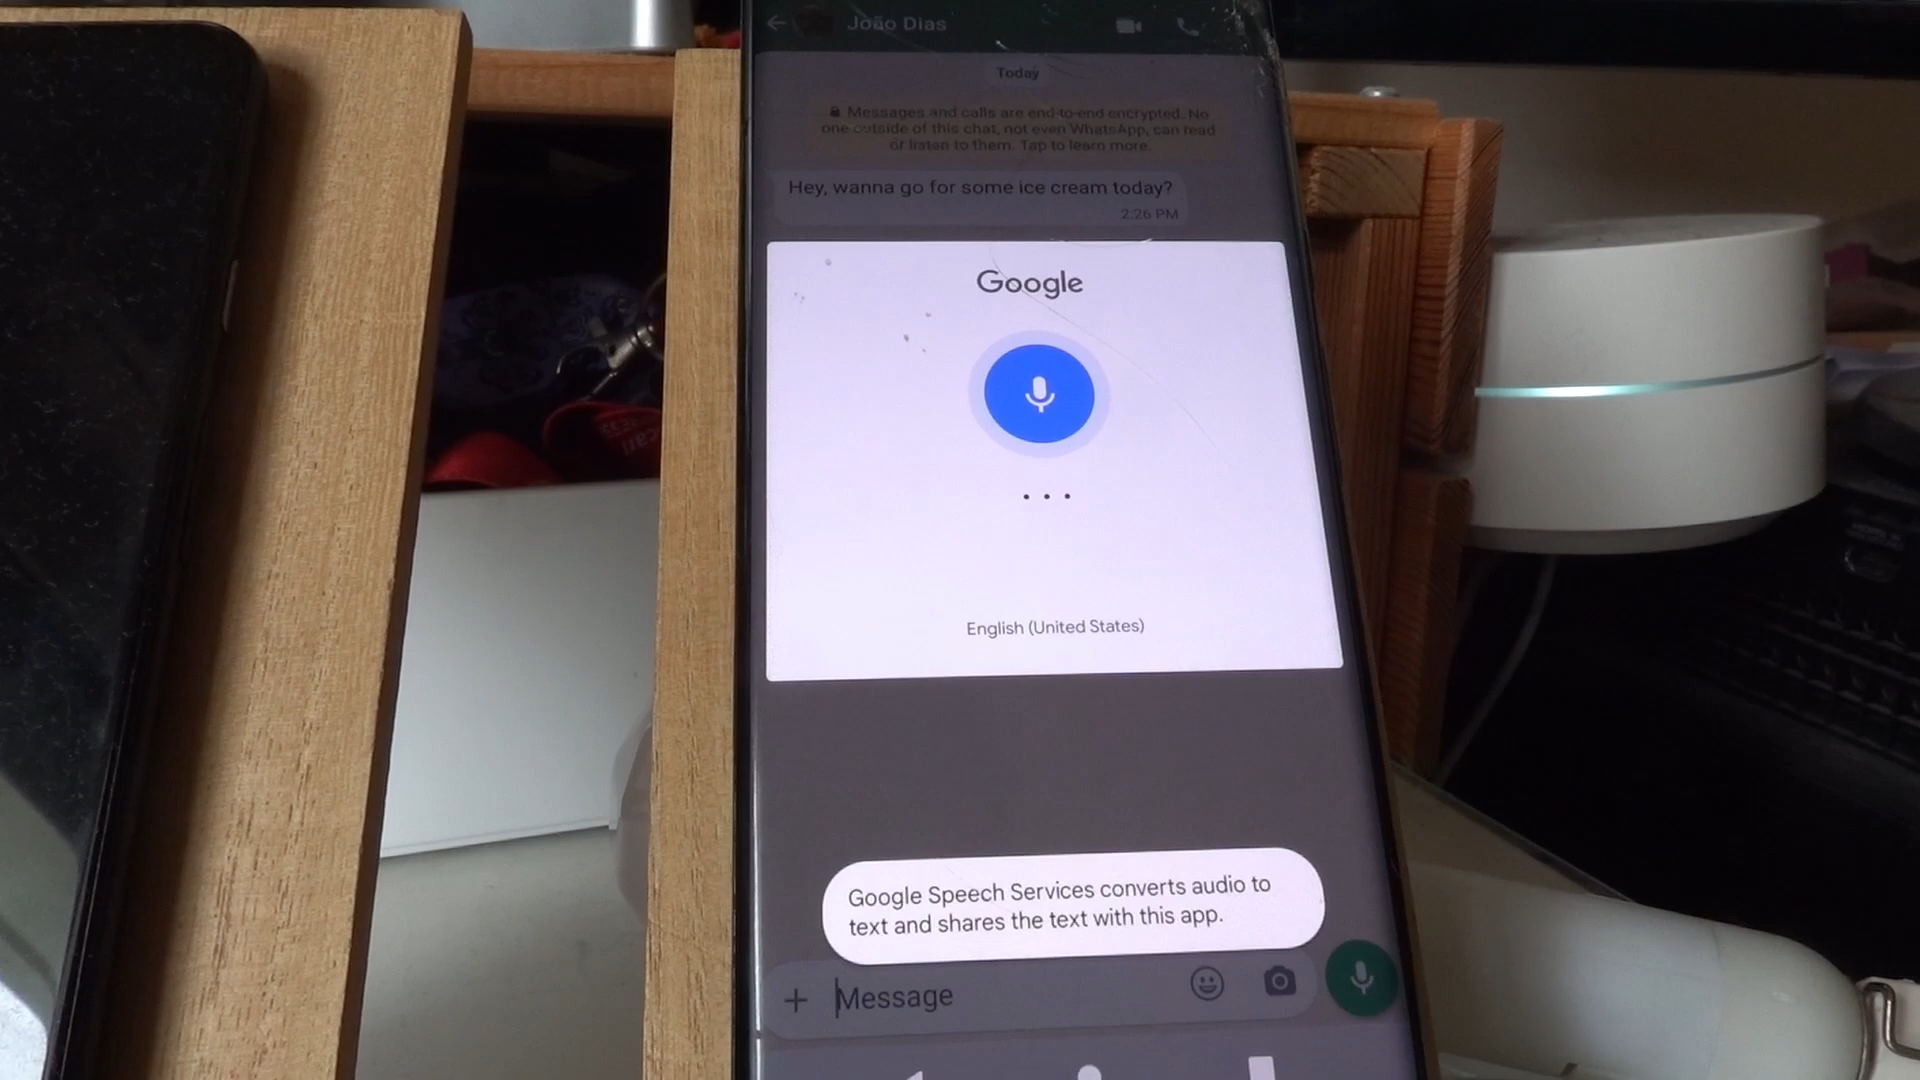 João Dias
Today
Messages and calls are end-to-end encrypted. No
one outside of this chat, not even WhatsApp, can read
or listen to them. Tap to learn more.
Hey, wanna go for some ice cream today?
2:26 PM
Google
...
English (United States)
Google Speech Services converts audio to
text and shares the text with this app.
Message